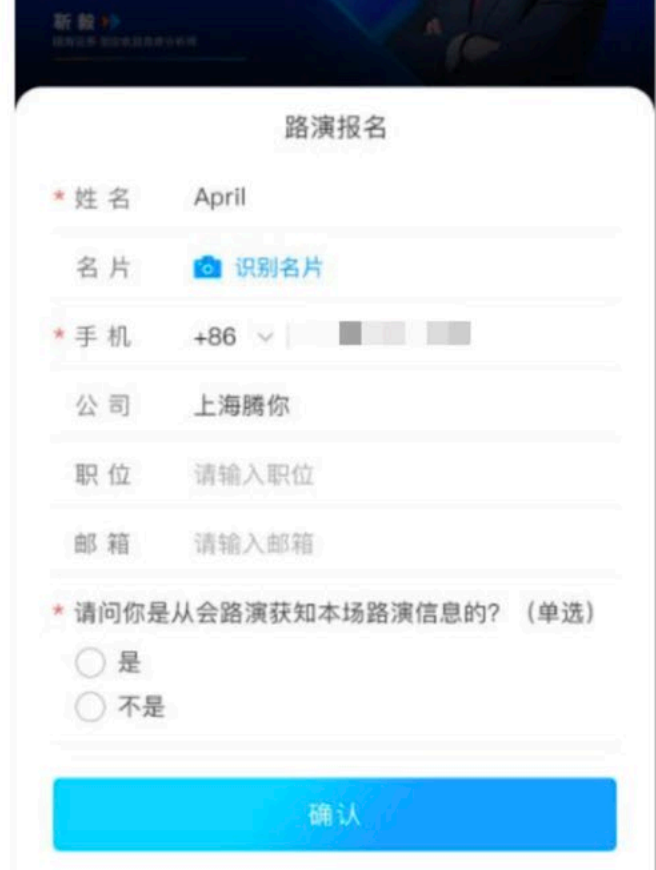 靳毅
路演报名
* 姓名 April
名片 识别名片
* 手机 +86
公司 上海腾你
职位 请输入职位
邮箱 请输入邮箱
* 请问你是从会路演获知本场路演信息的？（单选）
是
不是
确认